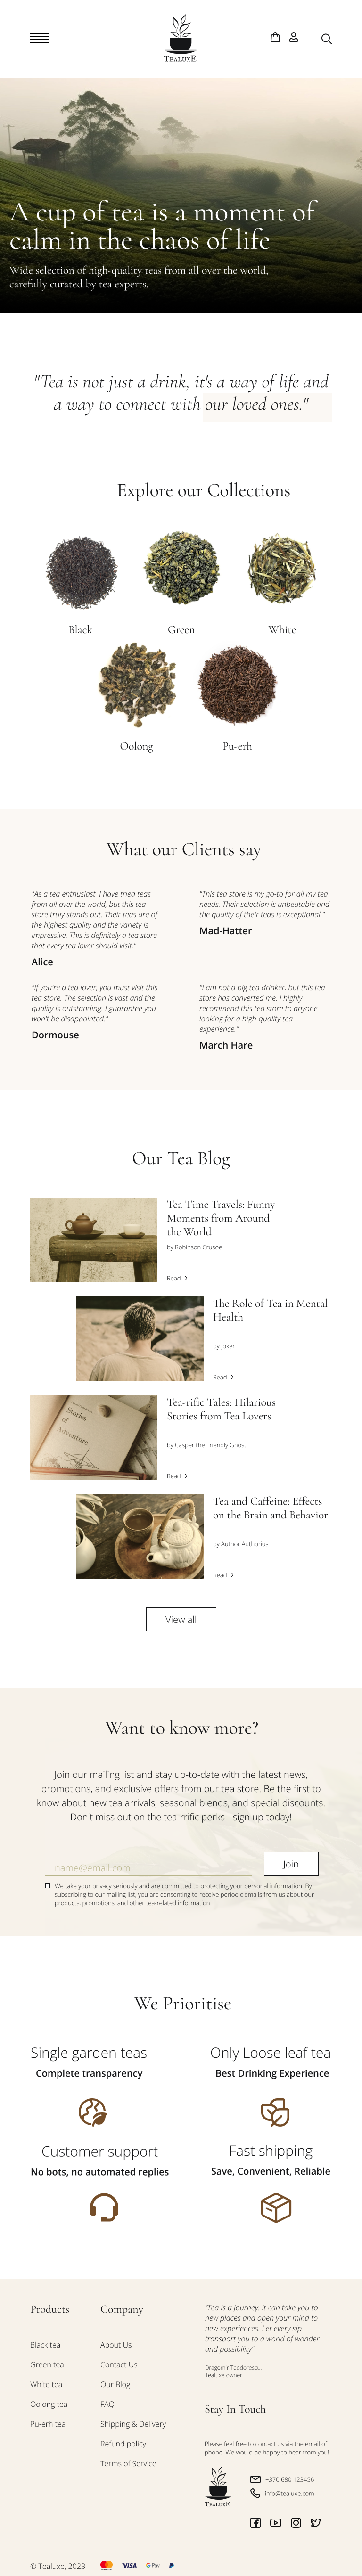 TEALUXE
A cup of tea is a moment of
calm in the chaos of life
Wide selection of high-quality teas from all over the world,
carefully curated by tea experts.
"Tea is not just a drink, it's a way of life and
a way to connect with our loved ones."
Explore our Collections
Black
Green
White
Oolong
Pu-erh
What our Clients say
"As a tea enthusiast, I have tried teas
from all over the world, but this tea
store truly stands out. Their teas are of
the highest quality and the variety is
impressive. This is definitely a tea store
that every tea lover should visit."
Alice
"This tea store is my go-to for all my tea
needs. Their selection is unbeatable and
the quality of their teas is exceptional."
Mad-Hatter
"If you're a tea lover, you must visit this
tea store. The selection is vast and the
quality is outstanding. I guarantee you
won't be disappointed."
Dormouse
"I am not a big tea drinker, but this tea
store has converted me. I highly
recommend this tea store to anyone
looking for a high-quality tea
experience."
March Hare
Our Tea Blog
Tea Time Travels: Funny
Moments from Around
the World
by Robinson Crusoe
Read
The Role of Tea in Mental
Health
by Joker
Read
Stories
of
Adventure
Tea-rific Tales: Hilarious
Stories from Tea Lovers
by Casper the Friendly Ghost
Read
Tea and Caffeine: Effects
on the Brain and Behavior
by Author Authorius
Read
View all
Want to know more?
Join our mailing list and stay up-to-date with the latest news,
promotions, and exclusive offers from our tea store. Be the first to
know about new tea arrivals, seasonal blends, and special discounts.
Don't miss out on the tea-rrific perks - sign up today!
name@email.com
Join
We take your privacy seriously and are committed to protecting your personal information. By
subscribing to our mailing list, you are consenting to receive periodic emails from us about our
products, promotions, and other tea-related information.
We Prioritise
Single garden teas
Complete transparency
Only Loose leaf tea
Best Drinking Experience
Customer support
No bots, no automated replies
Fast shipping
Save, Convenient, Reliable
Products
Black tea
Green tea
White tea
Oolong tea
Pu-erh tea
Company
About Us
Contact Us
Our Blog
FAQ
Shipping & Delivery
Refund policy
Terms of Service
"Tea is a journey. It can take you to
new places and open your mind to
new experiences. Let every sip
transport you to a world of wonder
and possibility"
Dragomir Teodorescu,
Tealuxe owner
Stay In Touch
Please feel free to contact us via the email of
phone. We would be happy to hear from you!
TEALUXE
+370 680 123456
info@tealuxe.com
© Tealuxe, 2023
VISA
G Pay